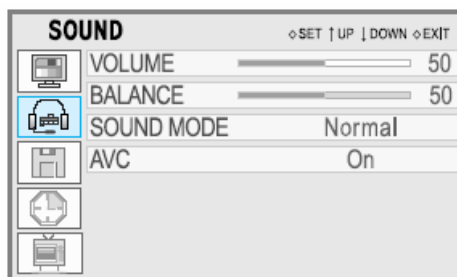 SOUND ◇SET ↑UP ↓DOWN ◇EXIT
VOLUME 50
BALANCE 50
SOUND MODE Normal
AVC On